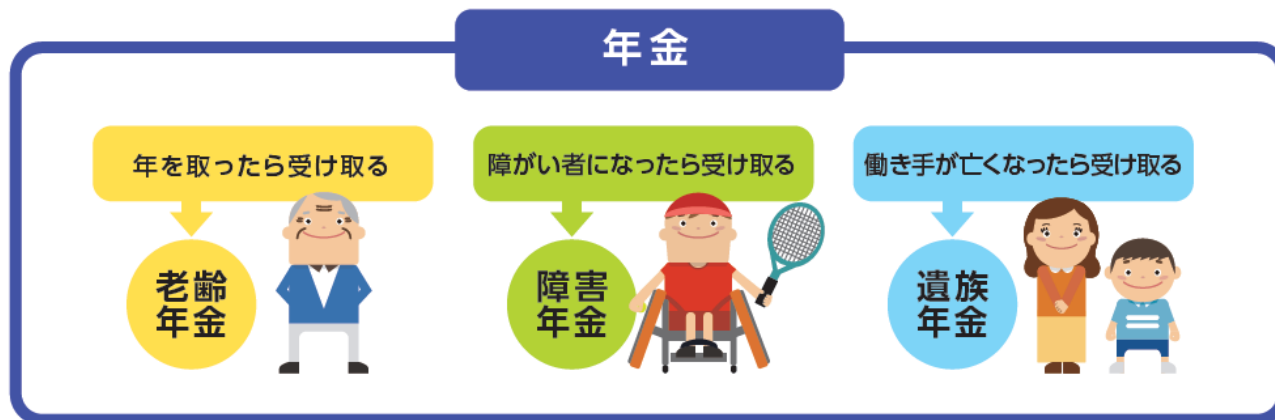 年金
年を取ったら受け取る
老齢
年金
障がい者になったら受け取る
障害
年金
働き手が亡くなったら受け取る
遺族
年金